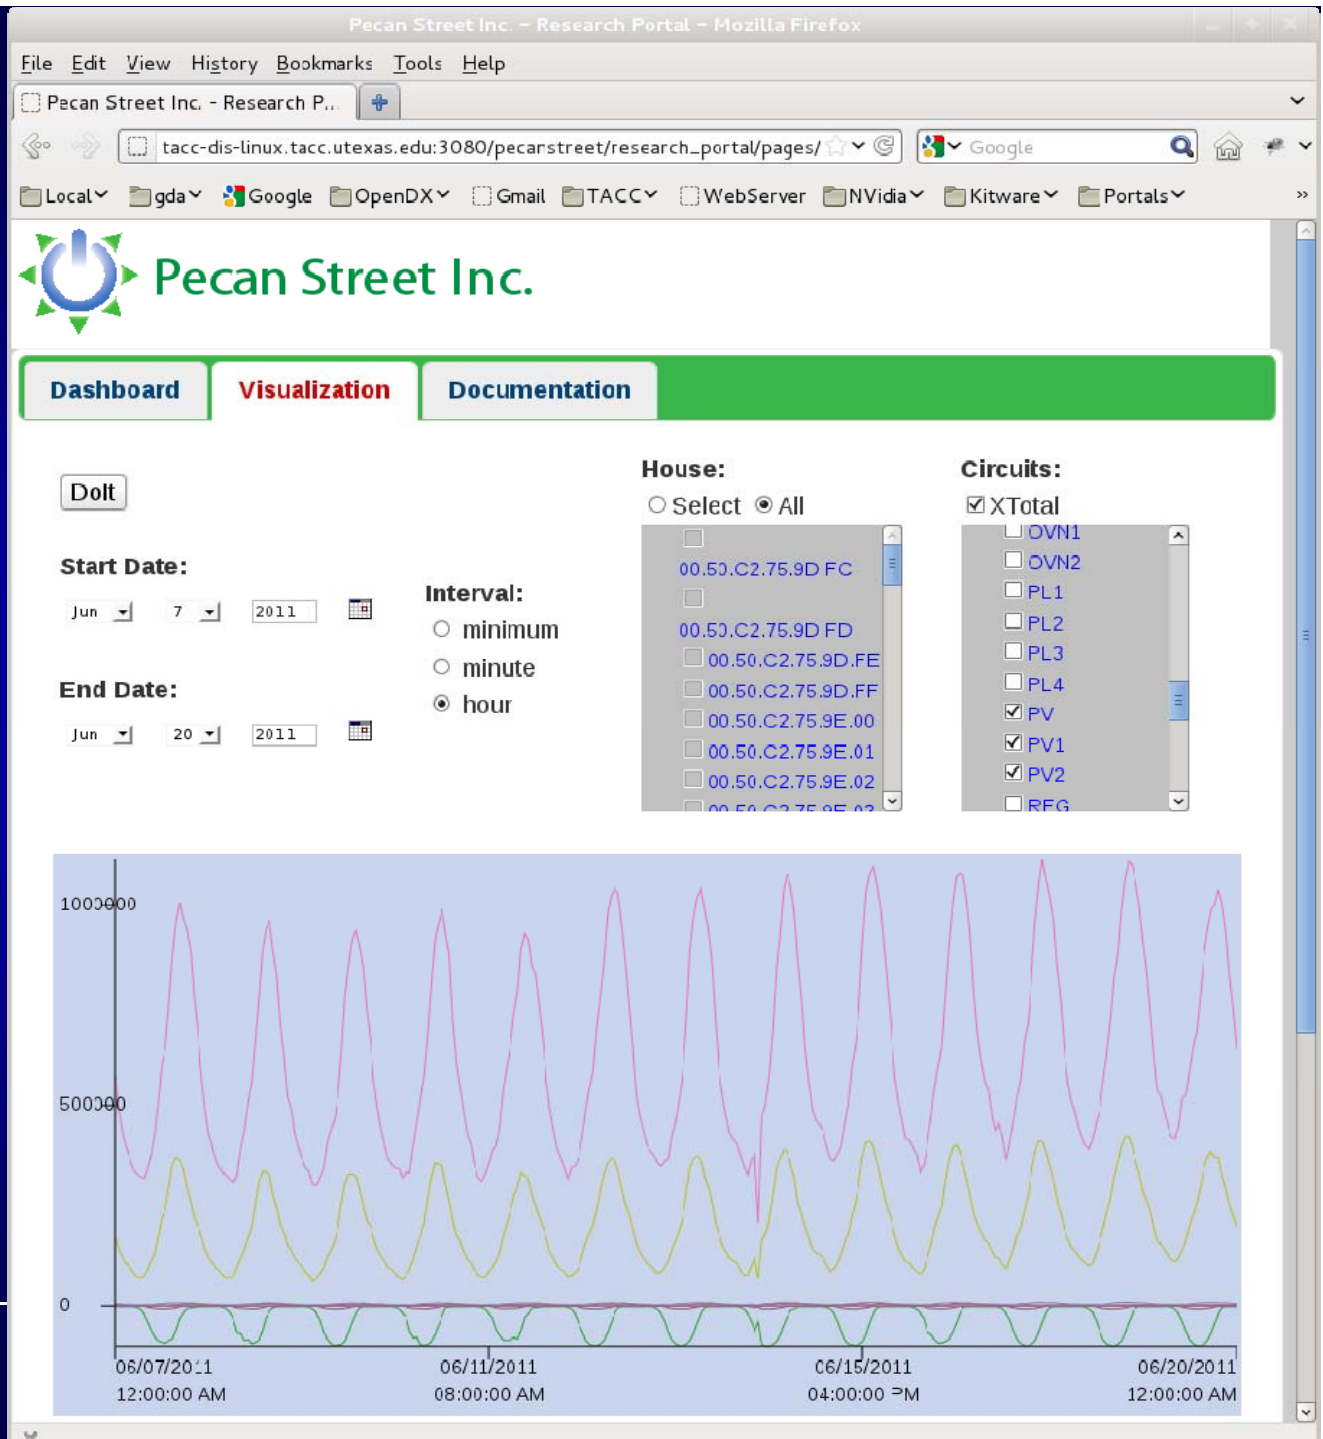 Pecan Street Inc. - Research Portal - Mozilla Firefox
File Edit View History Bookmarks Tools Help
Pecan Street Inc. - Research P...
tacc-dis-linux.tacc.utexas.edu:3080/pecanstreet/research_portal/pages/
Google
Local gda Google OpenDX Gmail TACC WebServer NVidia Kitware Portals »
Pecan Street Inc.
Dashboard Visualization Documentation
DoIt
House:
Select All
Circuits:
XTotal
Start Date:
Jun 7 2011
End Date:
Jun 20 2011
Interval:
minimum
minute
hour
00.50.C2.75.9D FC
00.50.C2.75.9D FD
00.50.C2.75.9D.FE
00.50.C2.75.9D.FF
00.50.C2.75.9E.00
00.50.C2.75.9E.01
00.50.C2.75.9E.02
00.50.C2.75.9E.03
OVN1
OVN2
PL1
PL2
PL3
PL4
PV
PV1
PV2
REG
1000000
500000
0
06/07/2011 06/11/2011 06/15/2011 06/20/2011
12:00:00 AM 08:00:00 AM 04:00:00 PM 12:00:00 AM